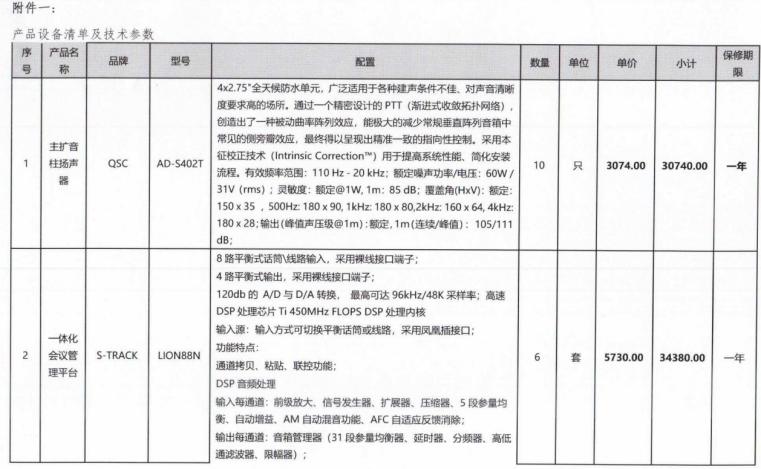 附件一：
产品设备清单及技术参数
序号 产品名称 品牌 型号 配置 数量 单位 单价 小计 保修期限
1 主扩音柱扬声器 QSC AD-S402T
4x2.75"全天候防水单元，广泛适用于各种建声条件不佳、对声音清晰
度要求高的场所。通过一个精密设计的 PTT（渐进式收敛拓扑网络），
创造出了一种被动曲率阵列效应，能极大的减少常规垂直阵列音箱中
常见的侧旁瓣效应，最终得以呈现出精准一致的指向性控制。采用本
征校正技术（Intrinsic Correction™）用于提高系统性能、简化安装
流程。有效频率范围：110 Hz - 20 kHz；额定噪声功率/电压：60W /
31V（rms）；灵敏度：额定@1W, 1m：85 dB；覆盖角(HxV)：额定：
150 x 35 ，500Hz: 180 x 90, 1kHz: 180 x 80,2kHz: 160 x 64, 4kHz:
180 x 28；输出(峰值声压级@1m)：额定, 1m(连续/峰值)：105/111
dB；
10 只 3074.00 30740.00 一年
2 一体化会议管理平台 S-TRACK LION88N
8 路平衡式话筒\线路输入，采用裸线接口端子；
4 路平衡式输出，采用裸线接口端子；
120db 的 A/D 与 D/A 转换， 最高可达 96kHz/48K 采样率；高速
DSP 处理芯片 Ti 450MHz FLOPS DSP 处理内核
输入源：输入方式可切换平衡话筒或线路，采用凤凰插接口；
功能特点：
通道拷贝、粘贴、联控功能；
DSP 音频处理
输入每通道：前级放大、信号发生器、扩展器、压缩器、5 段参量均
衡、自动增益、AM 自动混音功能、AFC 自适应反馈消除；
输出每通道：音箱管理器（31 段参量均衡器、延时器、分频器、高低
通滤波器、限幅器）；
6 套 5730.00 34380.00 一年